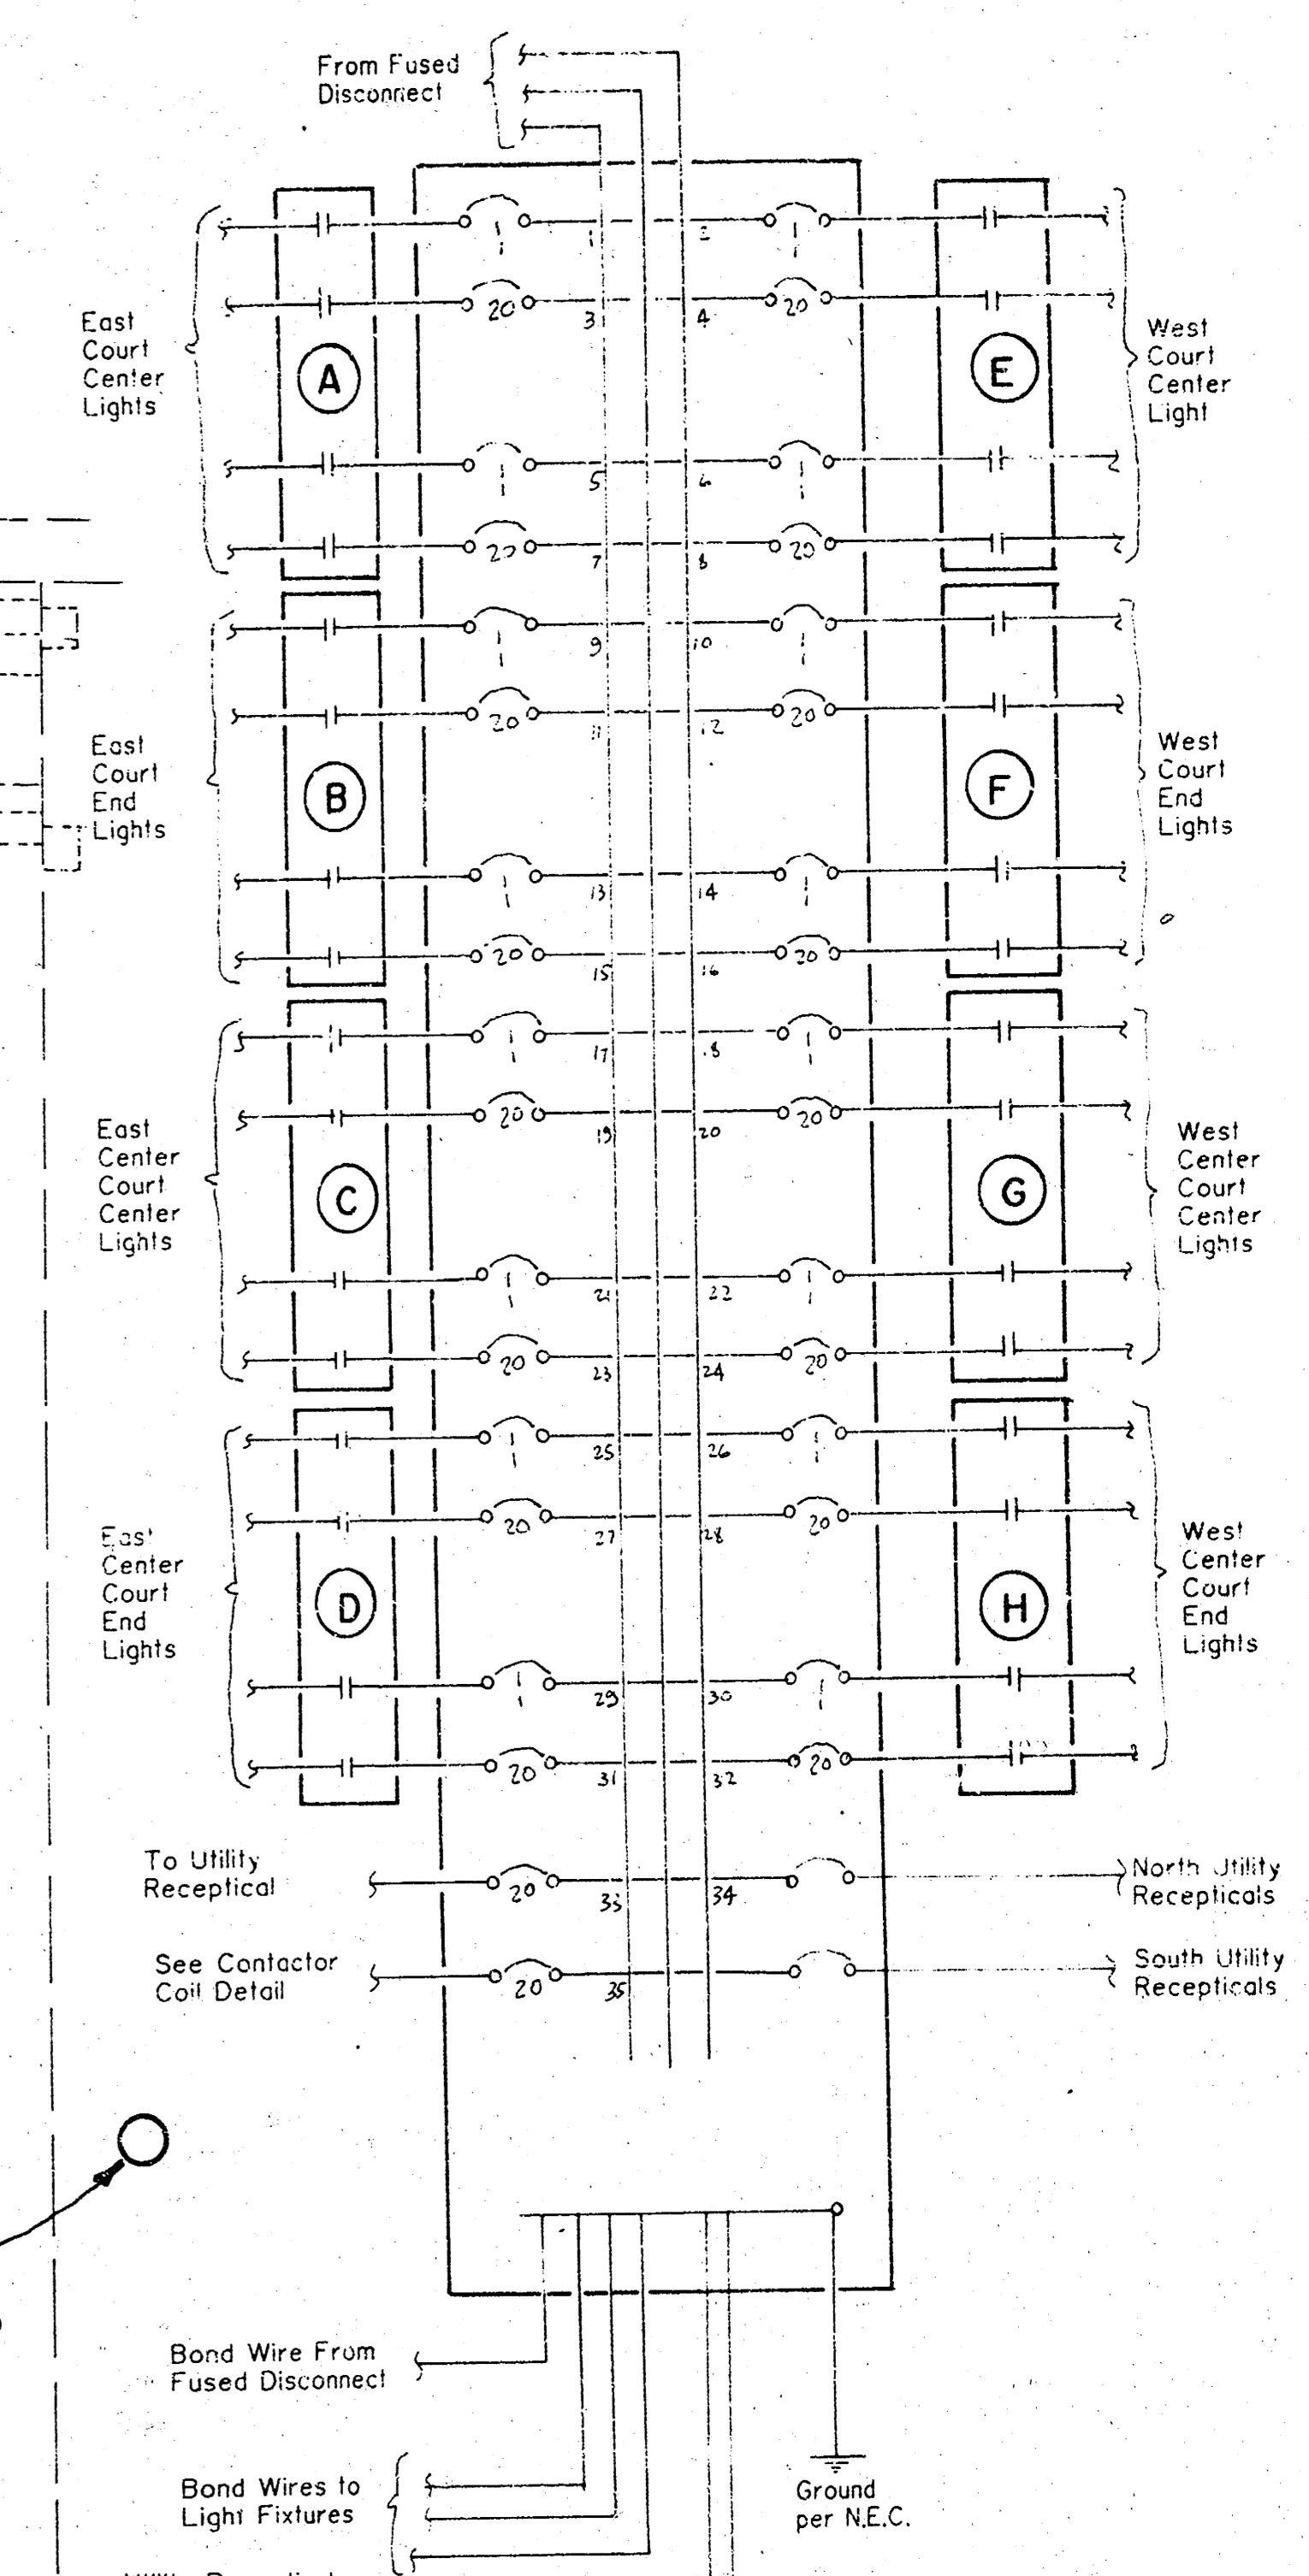 From Fused
Disconnect
East
Court
Center
Lights
A
1
2
20
3
4
20
5
6
20
7
8
20
E
West
Court
Center
Light
East
Court
End
Lights
B
9
10
20
11
12
20
13
14
20
15
16
20
F
West
Court
End
Lights
East
Center
Court
Center
Lights
C
17
18
20
19
20
20
21
22
20
23
24
20
G
West
Center
Court
Center
Lights
East
Center
Court
End
Lights
D
25
26
20
27
28
20
29
30
20
31
32
20
H
West
Center
Court
End
Lights
To Utility
Receptical
20
33
34
North Utility
Recepticals
See Contactor
Coil Detail
20
35
South Utility
Recepticals
Bond Wire From
Fused Disconnect
Bond Wires to
Light Fixtures
Ground
per N.E.C.